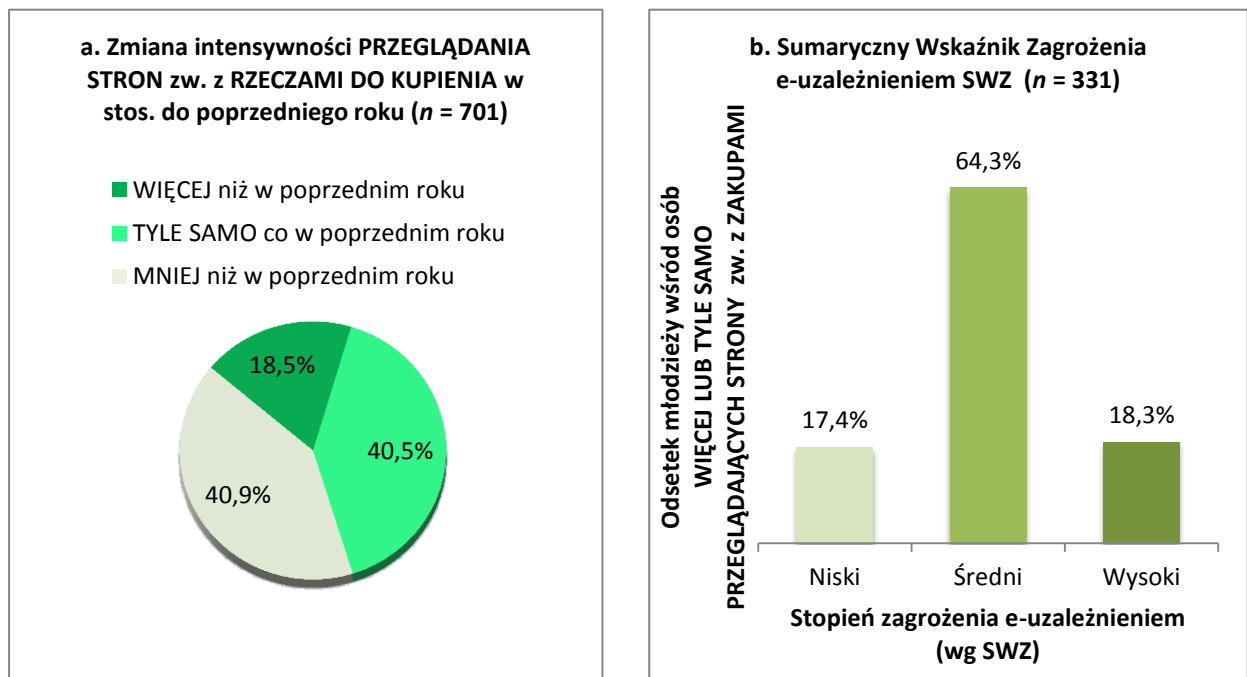 a. Zmiana intensywności PRZEGLĄDANIA
STRON zw. z RZECZAMI DO KUPIENIA w
stos. do poprzedniego roku (n = 701)
WIĘCEJ niż w poprzednim roku
TYLE SAMO co w poprzednim roku
MNIEJ niż w poprzednim roku
18,5%
40,5%
40,9%
b. Sumaryczny Wskaźnik Zagrożenia
e-uzależnieniem SWZ (n = 331)
Odsetek młodzieży wśród osób
WIĘCEJ LUB TYLE SAMO
PRZEGLĄDAJĄCYCH STRONY zw. z ZAKUPAMI
64,3%
17,4%
18,3%
Niski
Średni
Wysoki
Stopień zagrożenia e-uzależnieniem
(wg SWZ)